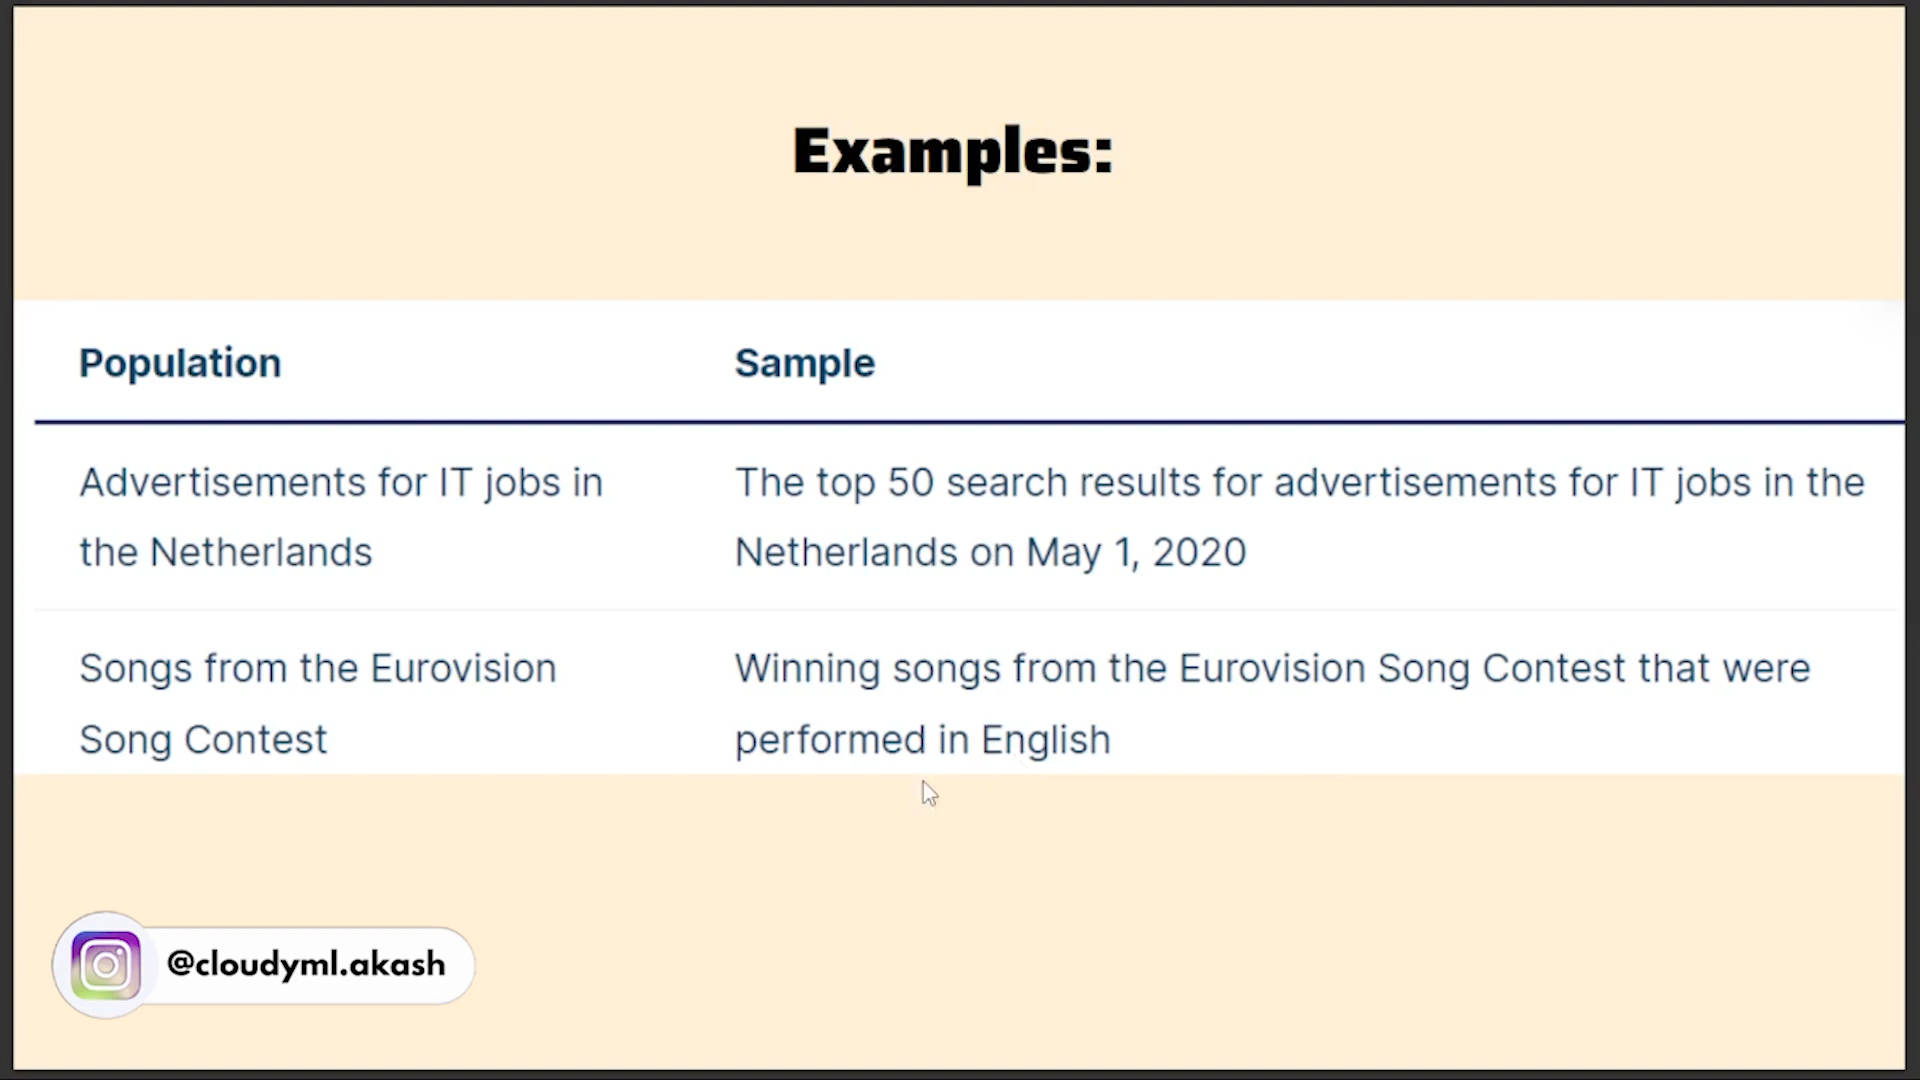 Examples:
Population
Sample
Advertisements for IT jobs in
the Netherlands
The top 50 search results for advertisements for IT jobs in the
Netherlands on May 1, 2020
Songs from the Eurovision
Song Contest
Winning songs from the Eurovision Song Contest that were
performed in English
@cloudyml.akash